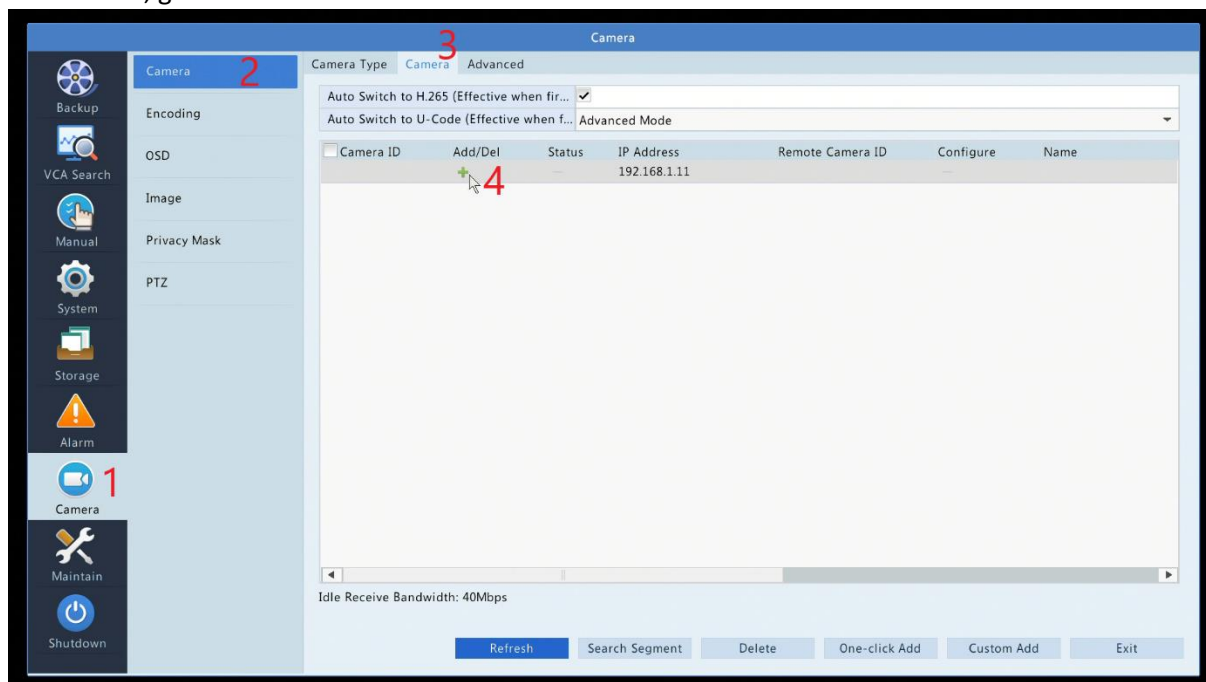 Camera
3
Camera Type Camera Advanced
Backup
VCA Search
Manual
System
Storage
Alarm
Camera
1
Maintain
Shutdown
Camera
2
Encoding
OSD
Image
Privacy Mask
PTZ
Auto Switch to H.265 (Effective when fir...
Auto Switch to U-Code (Effective when f... Advanced Mode
Camera ID Add/Del Status IP Address Remote Camera ID Configure Name
192.168.1.11
4
Idle Receive Bandwidth: 40Mbps
Refresh Search Segment Delete One-click Add Custom Add Exit